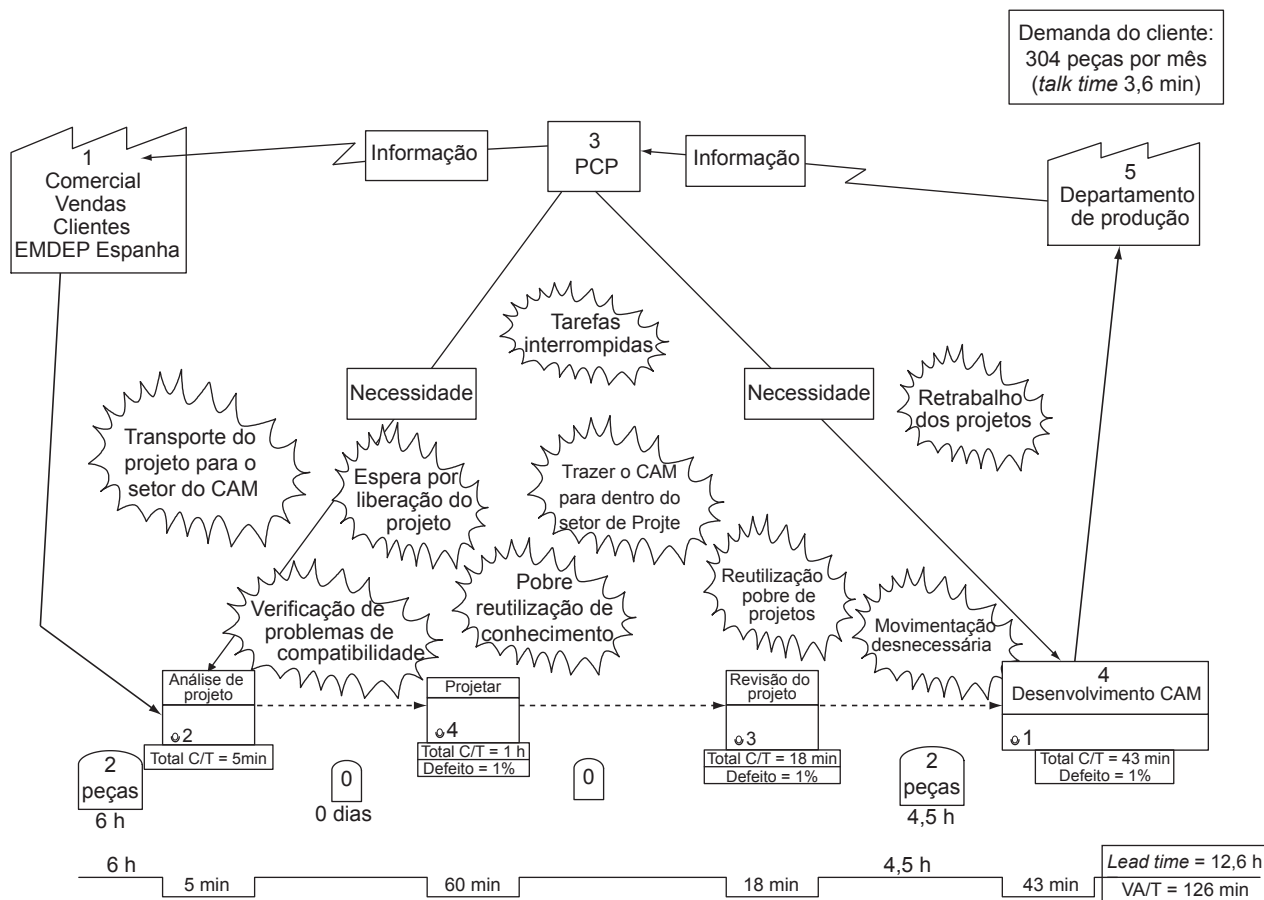 Demanda do cliente:
304 peças por mês
(talk time 3,6 min)
1
Comercial
Vendas
Clientes
EMDEP Espanha
Informação
3
PCP
Informação
5
Departamento
de produção
Tarefas
interrompidas
Necessidade
Necessidade
Retrabalho
dos projetos
Transporte do
projeto para o
setor do CAM
Espera por
liberação do
projeto
Trazer o CAM
para dentro do
setor de Projte
Verificação de
problemas de
compatibilidade
Pobre
reutilização de
conhecimento
Reutilização
pobre de
projetos
Movimentação
desnecessária
Análise de
projeto
2
Total C/T = 5min
Projetar
4
Total C/T = 1 h
Defeito = 1%
Revisão do
projeto
3
Total C/T = 18 min
Defeito = 1%
4
Desenvolvimento CAM
1
Total C/T = 43 min
Defeito = 1%
2
peças
6 h
0
0 dias
0
2
peças
4,5 h
6 h
5 min
60 min
18 min
4,5 h
43 min
Lead time = 12,6 h
VA/T = 126 min